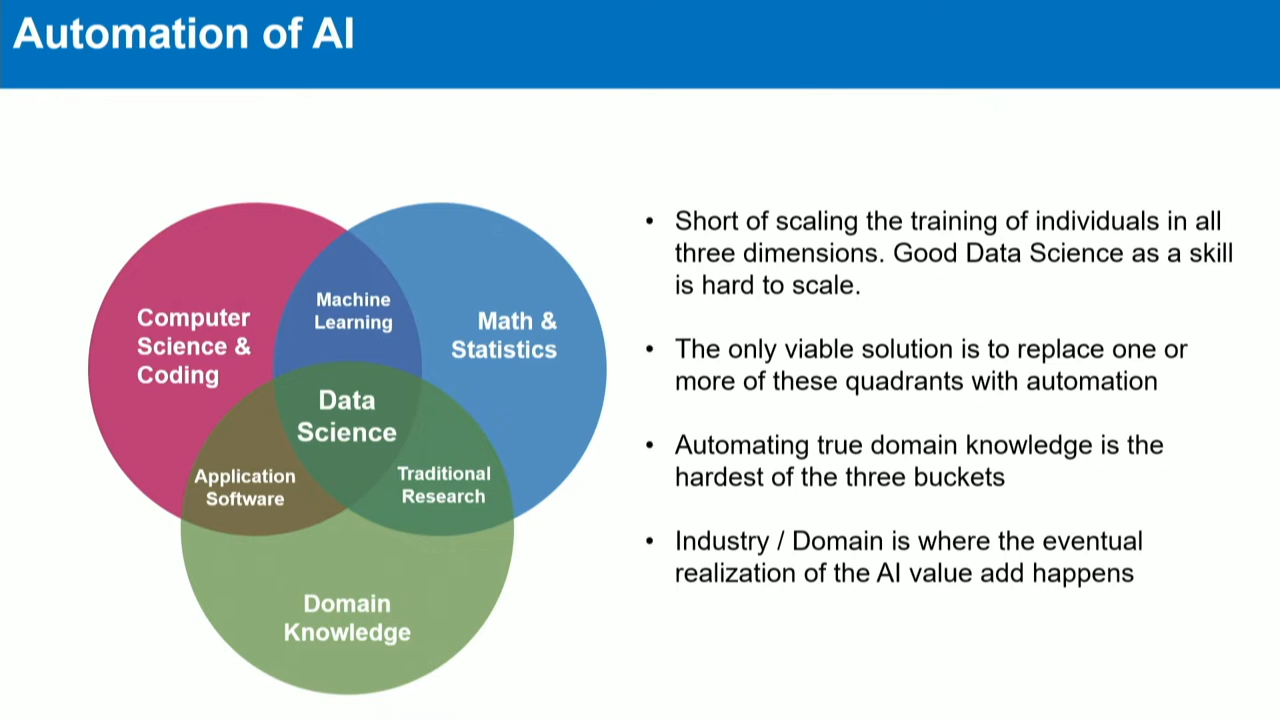 Automation of AI
Computer
Science &
Coding
Machine
Learning
Math &
Statistics
Data
Science
Application
Software
Traditional
Research
Domain
Knowledge
• Short of scaling the training of individuals in all
three dimensions. Good Data Science as a skill
is hard to scale.
• The only viable solution is to replace one or
more of these quadrants with automation
• Automating true domain knowledge is the
hardest of the three buckets
• Industry / Domain is where the eventual
realization of the AI value add happens